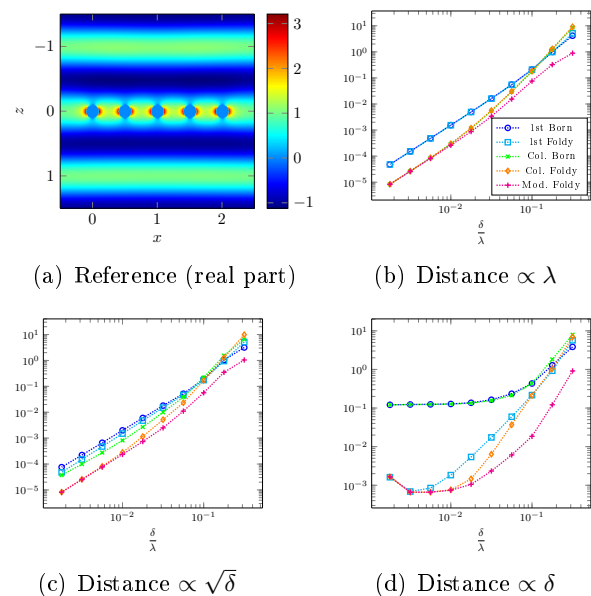 3
2
1
0
−1
−1
0
1
z
0
1
2
x
(a) Reference (real part)
10^1
10^0
10^−1
10^−2
10^−3
10^−4
10^−5
1st Born
1st Foldy
Col. Born
Col. Foldy
Mod. Foldy
10^−2
10^−1
δ
λ
(b) Distance ∝ λ
10^1
10^0
10^−1
10^−2
10^−3
10^−4
10^−5
10^−2
10^−1
δ
λ
(c) Distance ∝ √δ
10^1
10^0
10^−1
10^−2
10^−3
10^−2
10^−1
δ
λ
(d) Distance ∝ δ